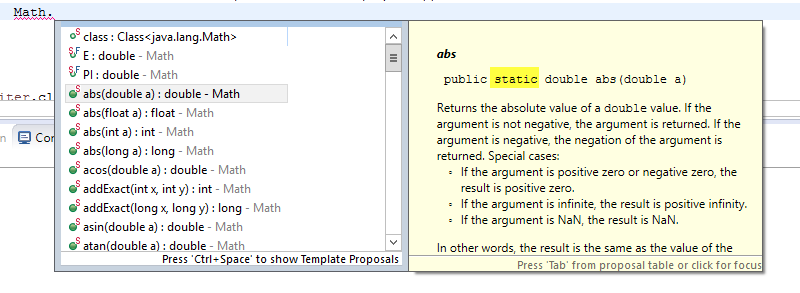 Math.
class : Class<java.lang.Math>
E : double - Math
PI : double - Math
abs(double a) : double - Math
abs(float a) : float - Math
abs(int a) : int - Math
abs(long a) : long - Math
acos(double a) : double - Math
addExact(int x, int y) : int - Math
addExact(long x, long y) : long - Math
asin(double a) : double - Math
atan(double a) : double - Math
Press 'Ctrl+Space' to show Template Proposals
abs
public static double abs(double a)
Returns the absolute value of a double value. If the
argument is not negative, the argument is returned. If the
argument is negative, the negation of the argument is
returned. Special cases:
If the argument is positive zero or negative zero, the
result is positive zero.
If the argument is infinite, the result is positive infinity.
If the argument is NaN, the result is NaN.
In other words, the result is the same as the value of the
Press 'Tab' from proposal table or click for focus
iter.cl
n
Con